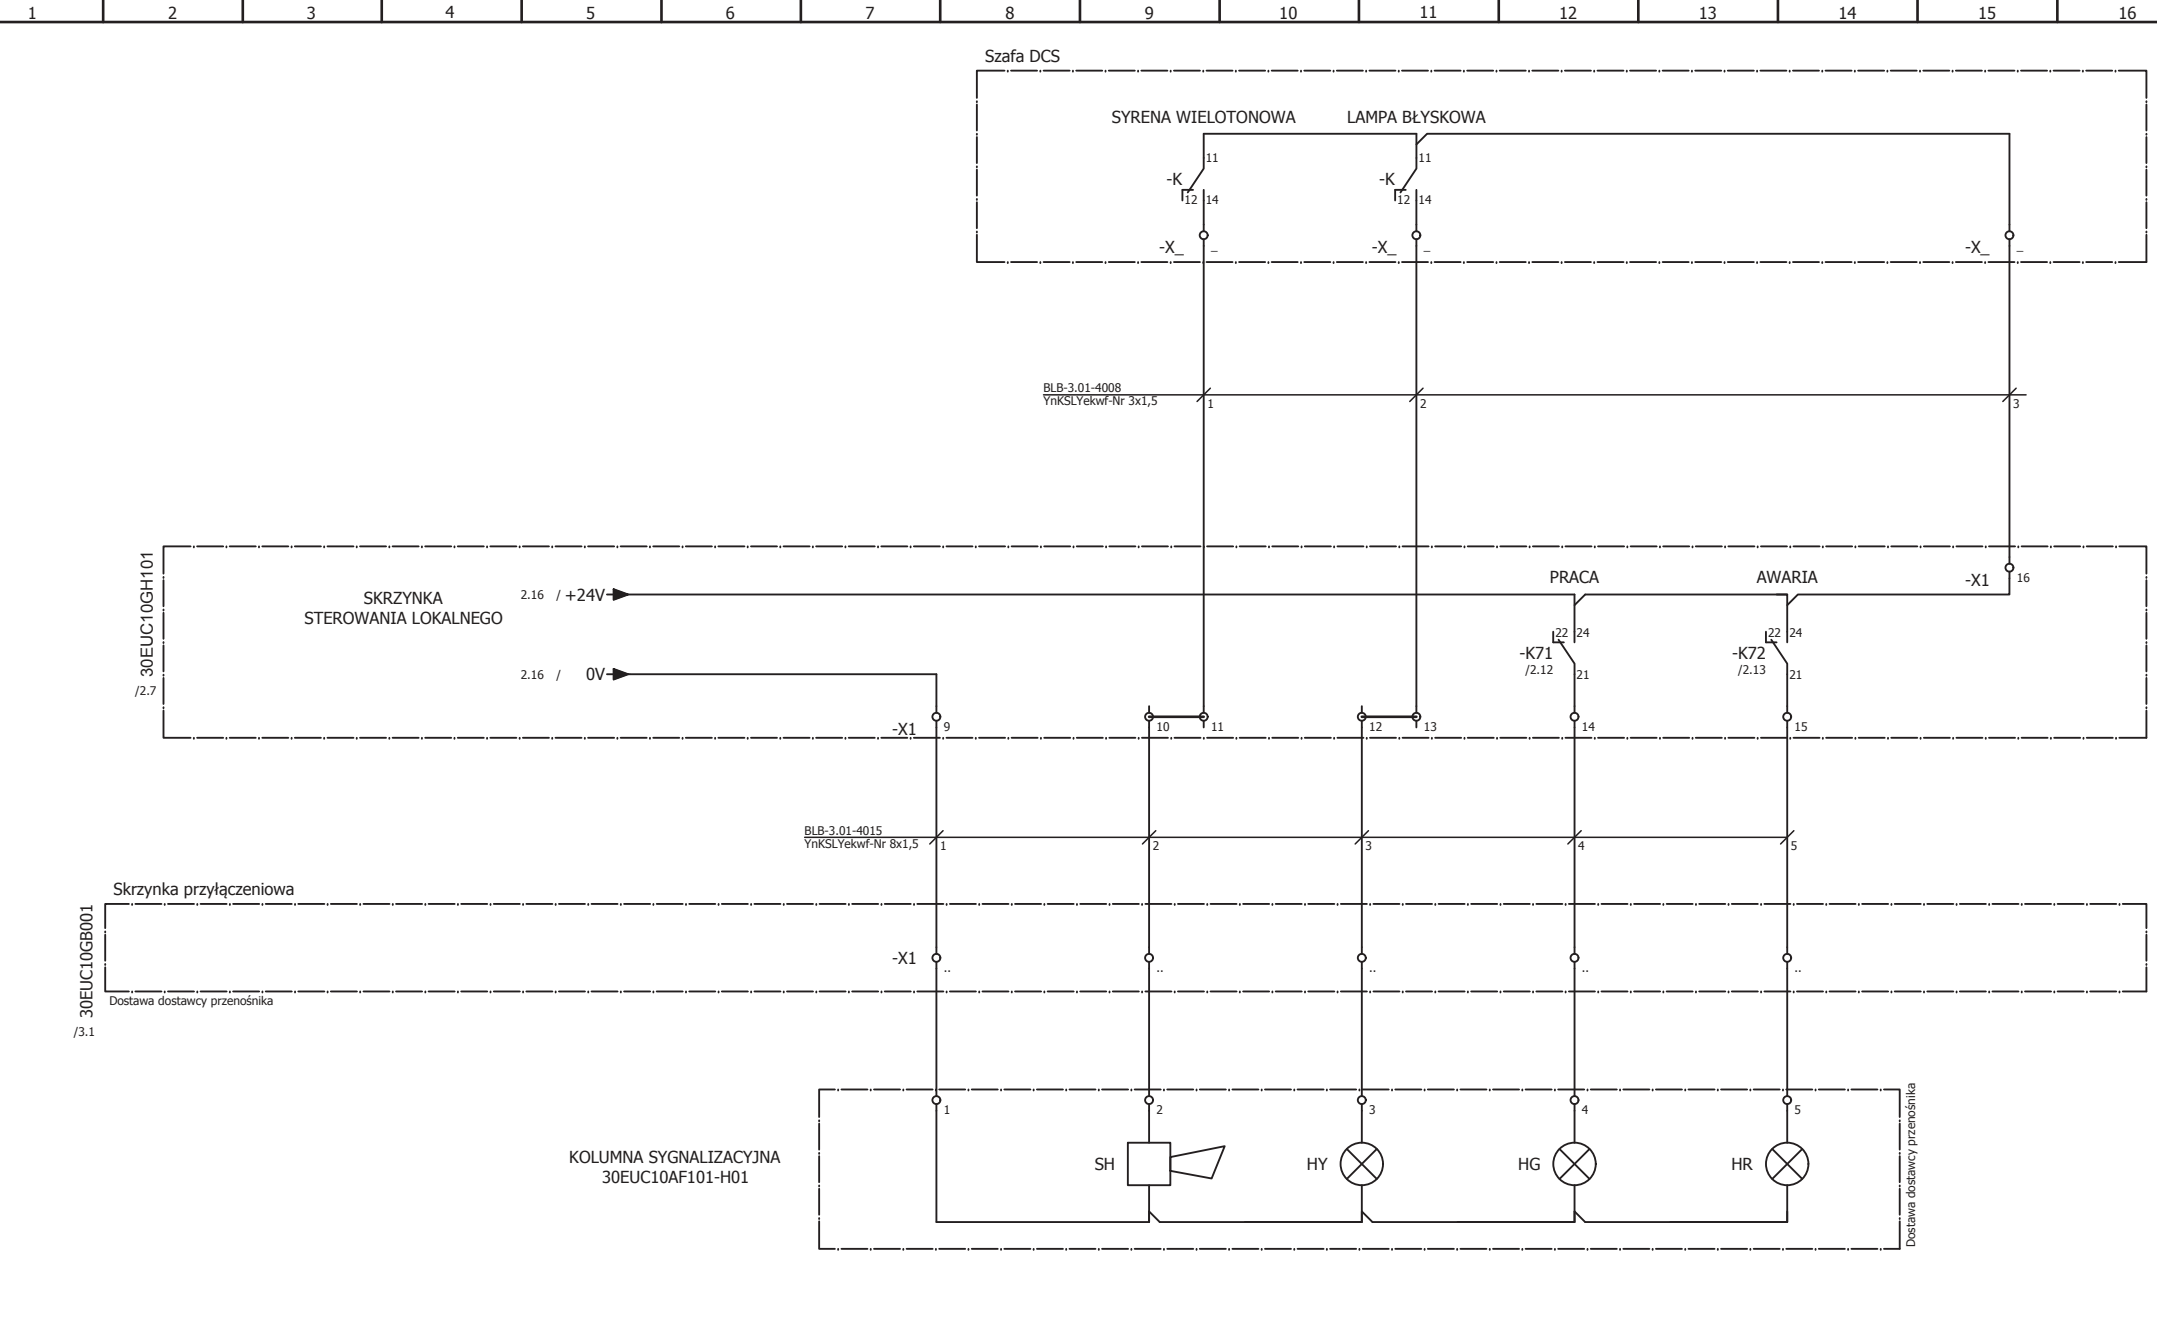 1 2 3 4 5 6 7 8 9 10 11 12 13 14 15 16
Szafa DCS
SYRENA WIELOTONOWA LAMPA BŁYSKOWA
11 11
-K -K
12 14 12 14
-X_ _ -X_ _ -X_ _
BLB-3.01-4008
YnKSLYekwf-Nr 3x1,5 1 2 3
30EUC10GH101
/2.7
SKRZYNKA
STEROWANIA LOKALNEGO
2.16 / +24V
PRACA AWARIA -X1 16
22 24 22 24
-K71 -K72
/2.12 /2.13
21 21
2.16 / 0V
-X1 9 10 11 12 13 14 15
BLB-3.01-4015
YnKSLYekwf-Nr 8x1,5 1 2 3 4 5
Skrzynka przyłączeniowa
30EUC10GB001
/3.1
-X1 .. .. .. .. ..
Dostawa dostawcy przenośnika
1 2 3 4 5
KOLUMNA SYGNALIZACYJNA
30EUC10AF101-H01
SH HY HG HR
Dostawa dostawcy przenośnika